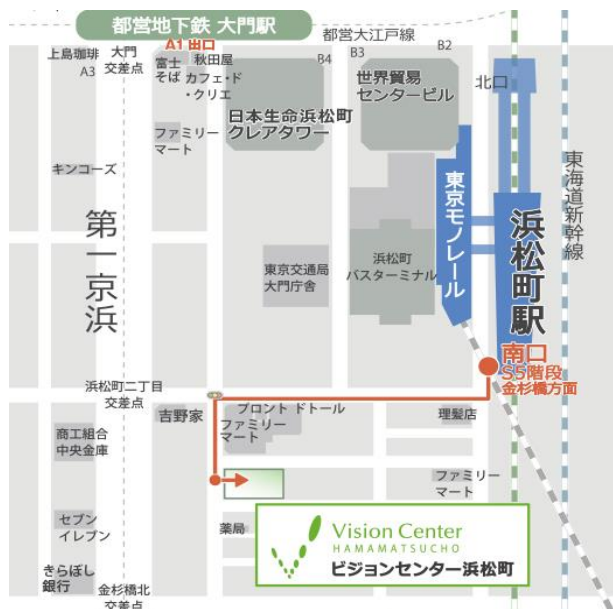 都営地下鉄 大門駅
都営大江戸線
上島珈琲
A3
大門
交差点
A1 出口
富士
そば
秋田屋
カフェ・ド
・クリエ
B4
B3
B2
日本生命浜松町
クレアタワー
世界貿易
センタービル
北口
ファミリー
マート
キンコーズ
第一京浜
東京交通局
大門庁舎
浜松町
バスターミナル
東京モノレール
浜松町駅
東海道新幹線
南口
S5階段
金杉橋方面
浜松町二丁目
交差点
吉野家
プロント ドトール
ファミリー
マート
理髪店
商工組合
中央金庫
ファミリー
マート
セブン
イレブン
薬局
Vision Center
HAMAMATSUCHO
ビジョンセンター浜松町
きらぼし
銀行
金杉橋北
交差点